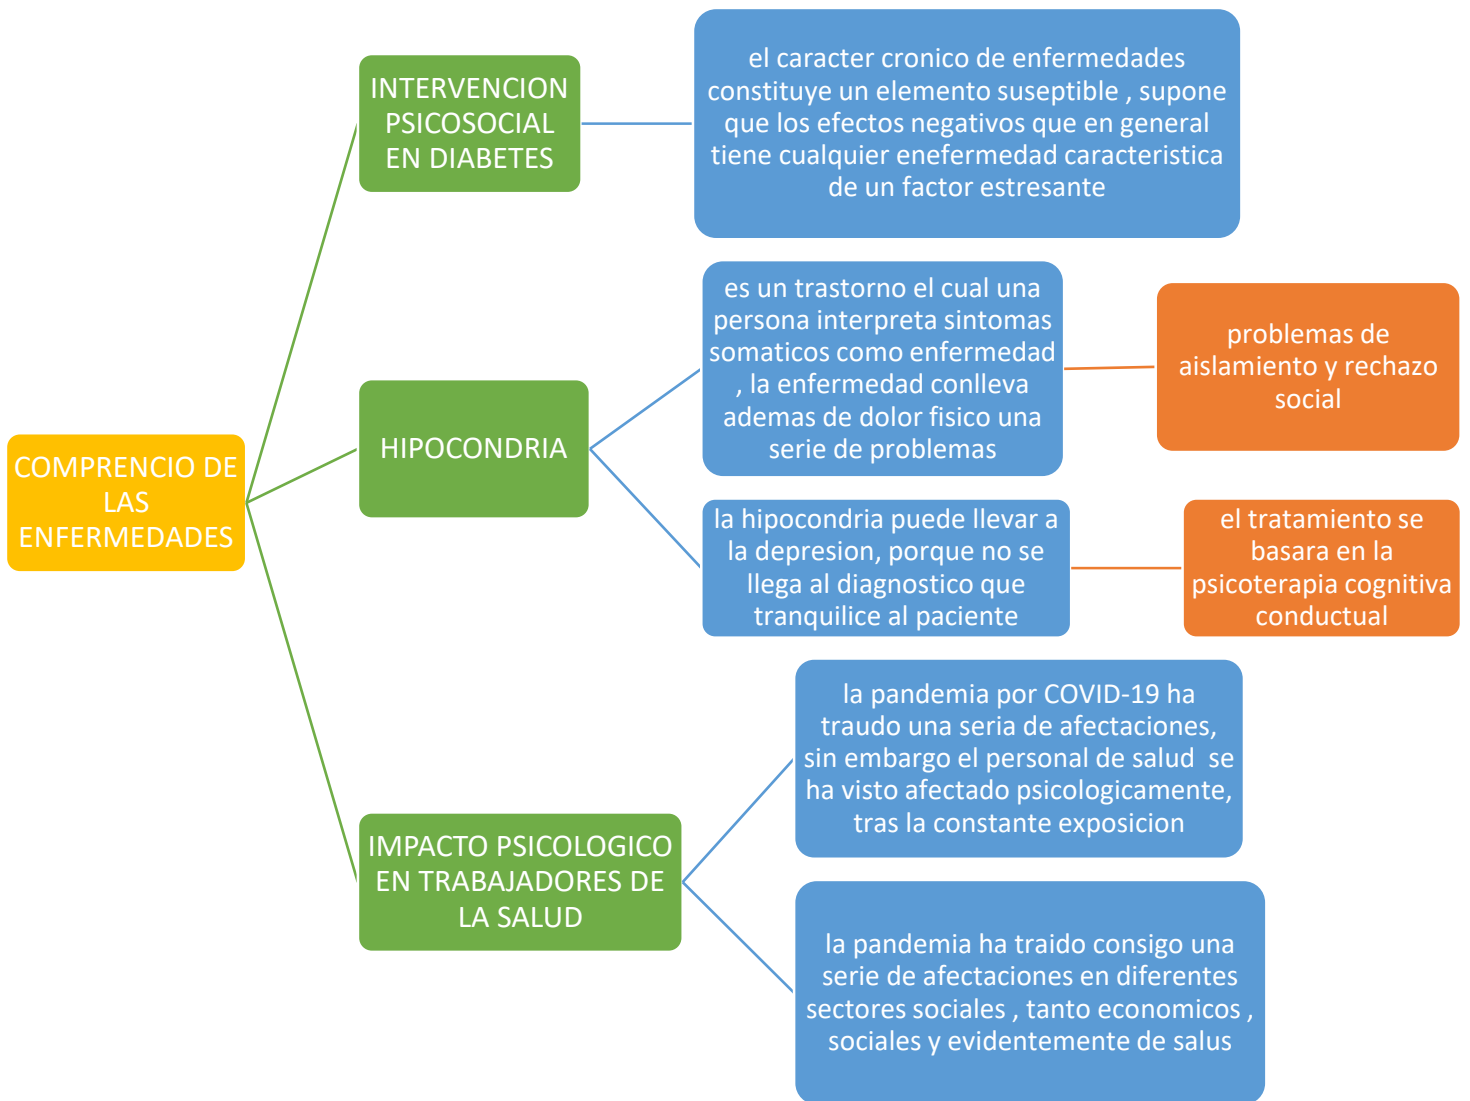 COMPRENCIO DE
LAS
ENFERMEDADES
INTERVENCION
PSICOSOCIAL
EN DIABETES
el caracter cronico de enfermedades
constituye un elemento suseptible , supone
que los efectos negativos que en general
tiene cualquier enefermedad caracteristica
de un factor estresante
HIPOCONDRIA
es un trastorno el cual una
persona interpreta sintomas
somaticos como enfermedad
, la enfermedad conlleva
ademas de dolor fisico una
serie de problemas
problemas de
aislamiento y rechazo
social
la hipocondria puede llevar a
la depresion, porque no se
llega al diagnostico que
tranquilice al paciente
el tratamiento se
basara en la
psicoterapia cognitiva
conductual
IMPACTO PSICOLOGICO
EN TRABAJADORES DE
LA SALUD
la pandemia por COVID-19 ha
traudo una seria de afectaciones,
sin embargo el personal de salud se
ha visto afectado psicologicamente,
tras la constante exposicion
la pandemia ha traido consigo una
serie de afectaciones en diferentes
sectores sociales , tanto economicos ,
sociales y evidentemente de salus